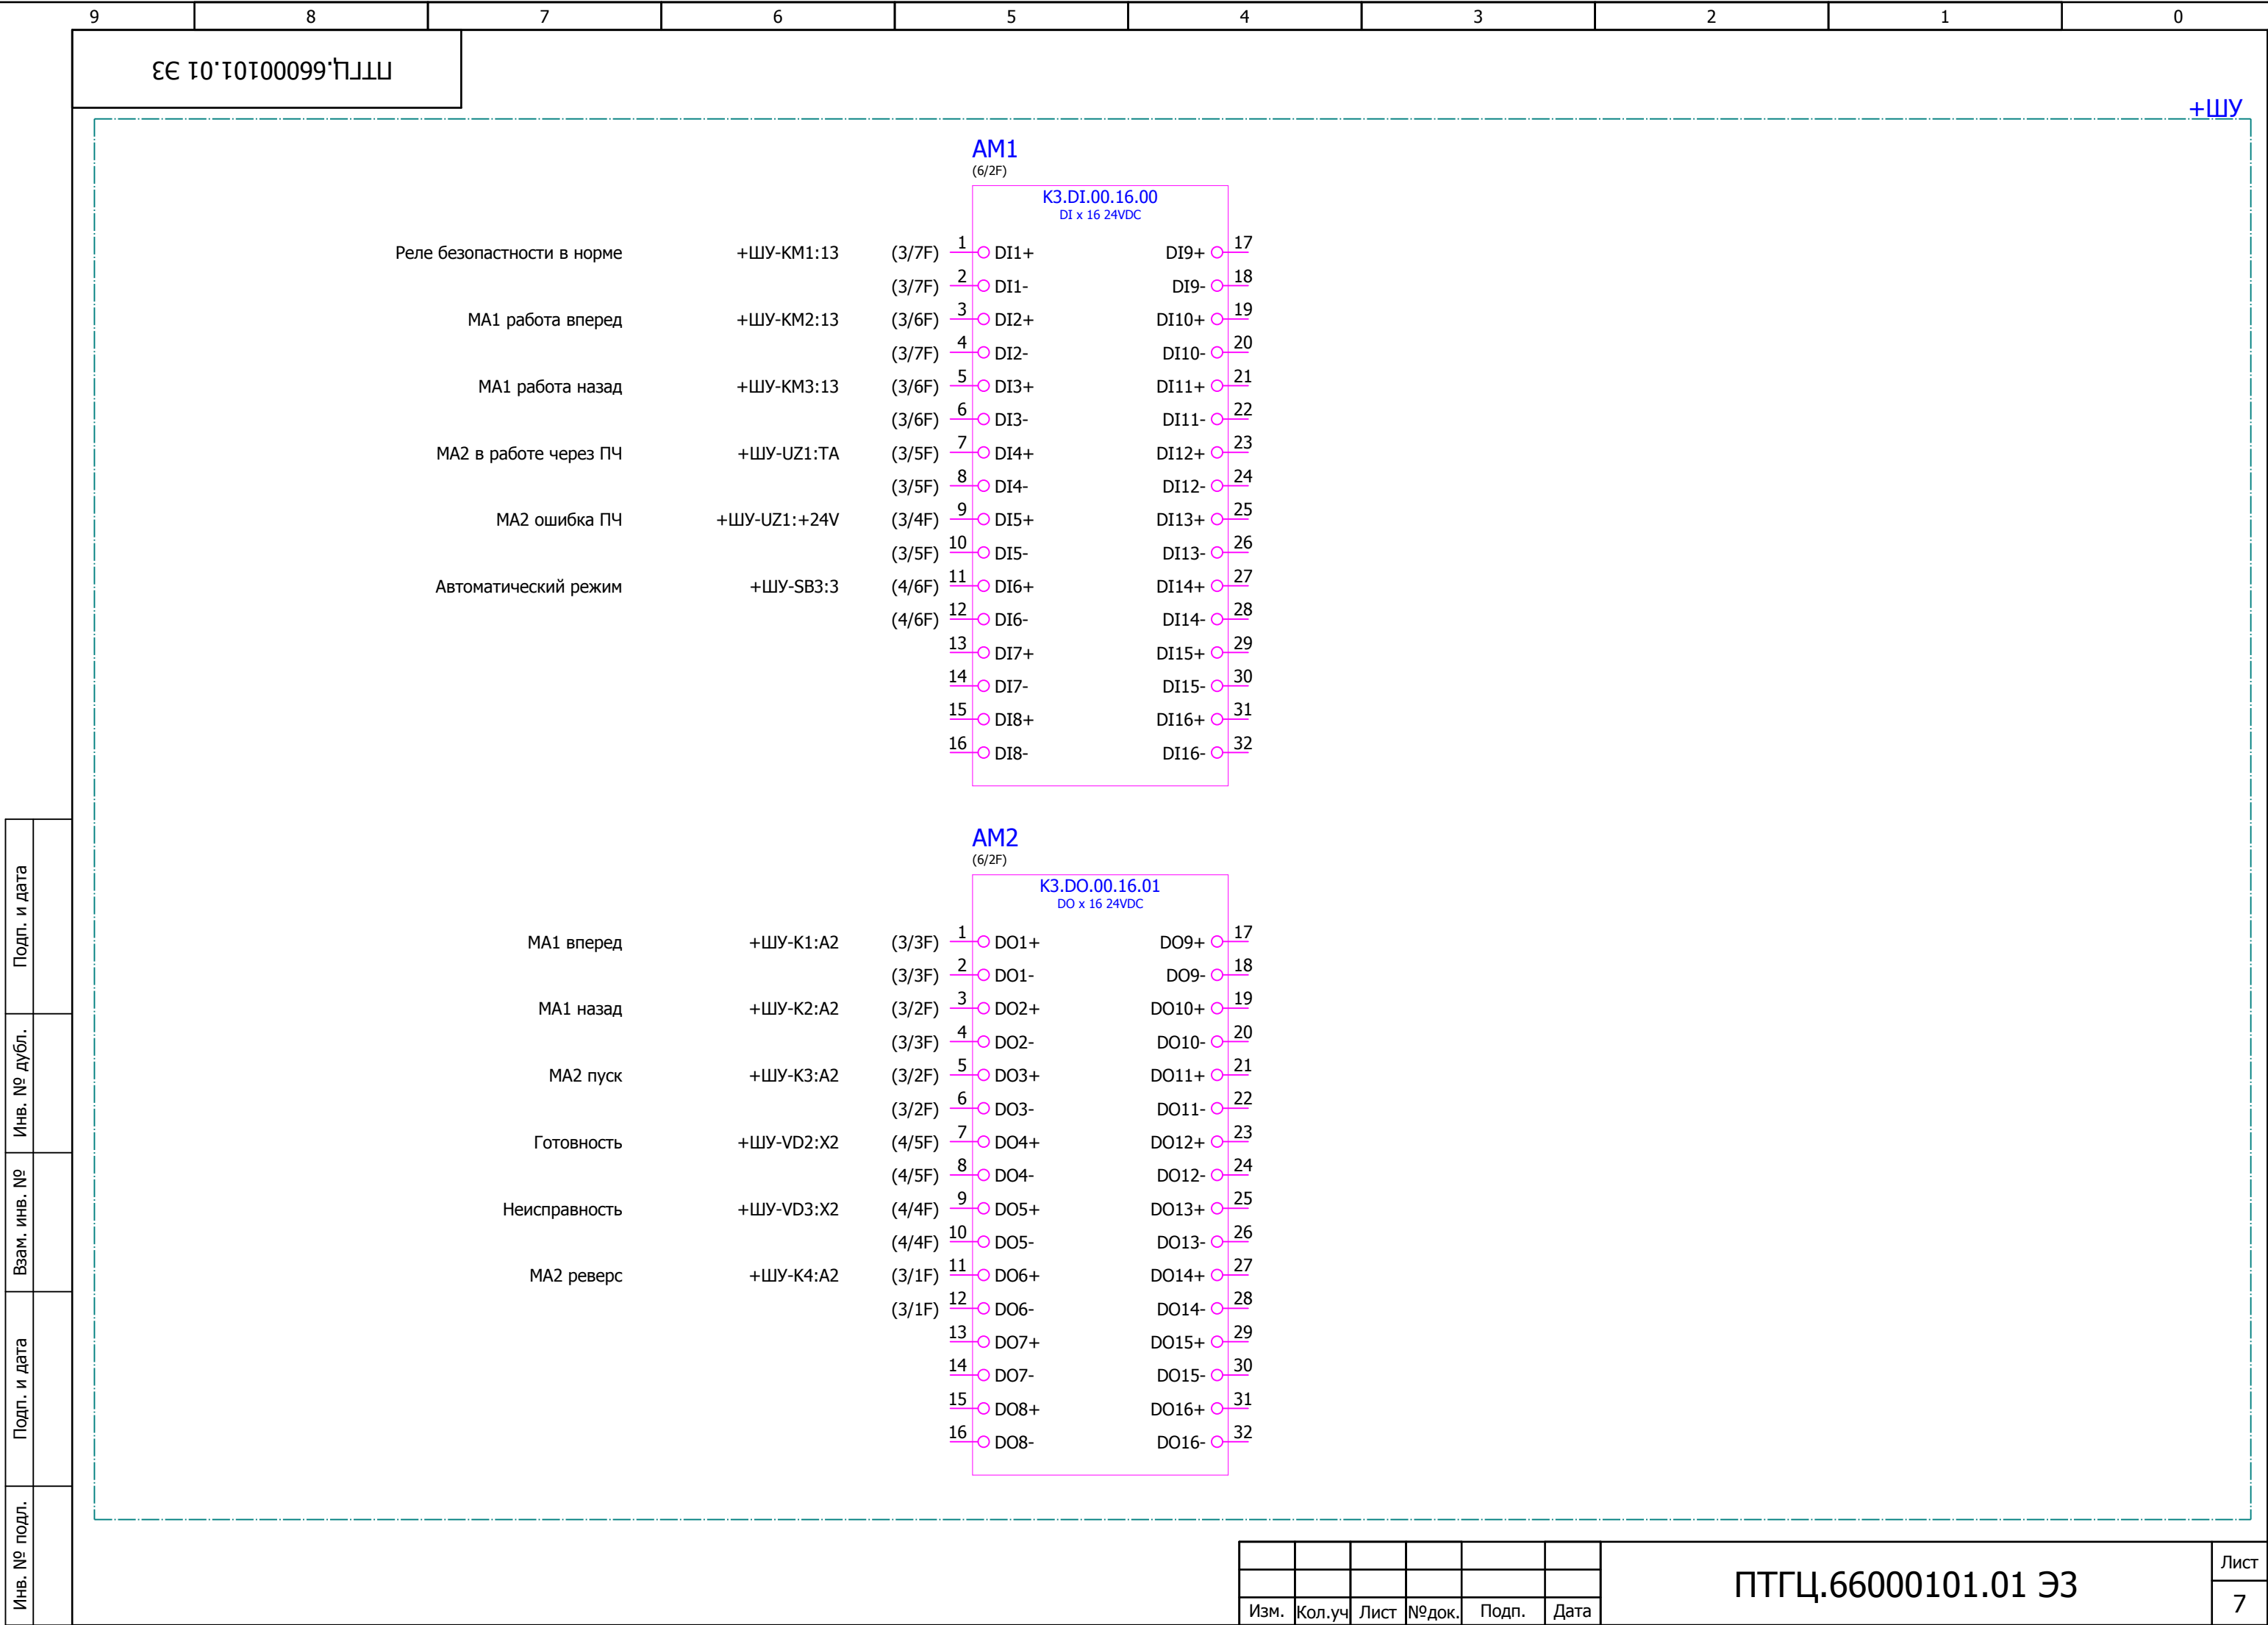 9 8 7 6 5 4 3 2 1 0
ПТГЦ.66000101.01 ЭЗ
+ШУ
AM1
(6/2F)
K3.DI.00.16.00
DI x 16 24VDC
Реле безопастности в норме +ШУ-KM1:13 (3/7F) 1 DI1+ DI9+ 17
(3/7F) 2 DI1- DI9- 18
МА1 работа вперед +ШУ-KM2:13 (3/6F) 3 DI2+ DI10+ 19
(3/7F) 4 DI2- DI10- 20
МА1 работа назад +ШУ-KM3:13 (3/6F) 5 DI3+ DI11+ 21
(3/6F) 6 DI3- DI11- 22
МА2 в работе через ПЧ +ШУ-UZ1:TA (3/5F) 7 DI4+ DI12+ 23
(3/5F) 8 DI4- DI12- 24
МА2 ошибка ПЧ +ШУ-UZ1:+24V (3/4F) 9 DI5+ DI13+ 25
(3/5F) 10 DI5- DI13- 26
Автоматический режим +ШУ-SB3:3 (4/6F) 11 DI6+ DI14+ 27
(4/6F) 12 DI6- DI14- 28
13 DI7+ DI15+ 29
14 DI7- DI15- 30
15 DI8+ DI16+ 31
16 DI8- DI16- 32
AM2
(6/2F)
K3.DO.00.16.01
DO x 16 24VDC
МА1 вперед +ШУ-K1:A2 (3/3F) 1 DO1+ DO9+ 17
(3/3F) 2 DO1- DO9- 18
МА1 назад +ШУ-K2:A2 (3/2F) 3 DO2+ DO10+ 19
(3/3F) 4 DO2- DO10- 20
МА2 пуск +ШУ-K3:A2 (3/2F) 5 DO3+ DO11+ 21
(3/2F) 6 DO3- DO11- 22
Готовность +ШУ-VD2:X2 (4/5F) 7 DO4+ DO12+ 23
(4/5F) 8 DO4- DO12- 24
Неисправность +ШУ-VD3:X2 (4/4F) 9 DO5+ DO13+ 25
(4/4F) 10 DO5- DO13- 26
МА2 реверс +ШУ-K4:A2 (3/1F) 11 DO6+ DO14+ 27
(3/1F) 12 DO6- DO14- 28
13 DO7+ DO15+ 29
14 DO7- DO15- 30
15 DO8+ DO16+ 31
16 DO8- DO16- 32
Подп. и дата
Инв. № дубл.
Взам. инв. №
Подп. и дата
Инв. № подл.
Изм. Кол.уч Лист №док. Подп. Дата
ПТГЦ.66000101.01 ЭЗ
Лист
7